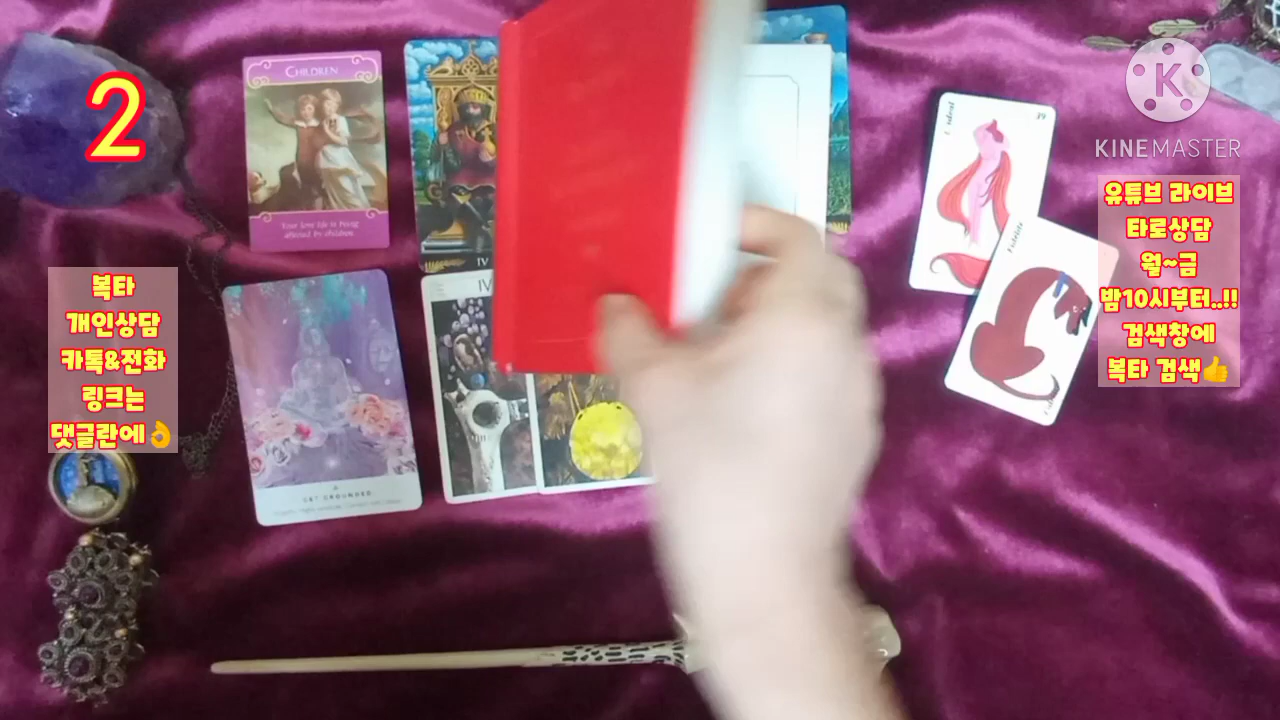 2
CHILDREN
Your love life is being
affected by children
IV
IV
GET GROUNDED
39
K
KINEMASTER
유튜브 라이브
타로상담
월~금
밤10시부터..!!
검색창에
복타 검색👍
복타
개인상담
카톡&전화
링크는
댓글란에👌